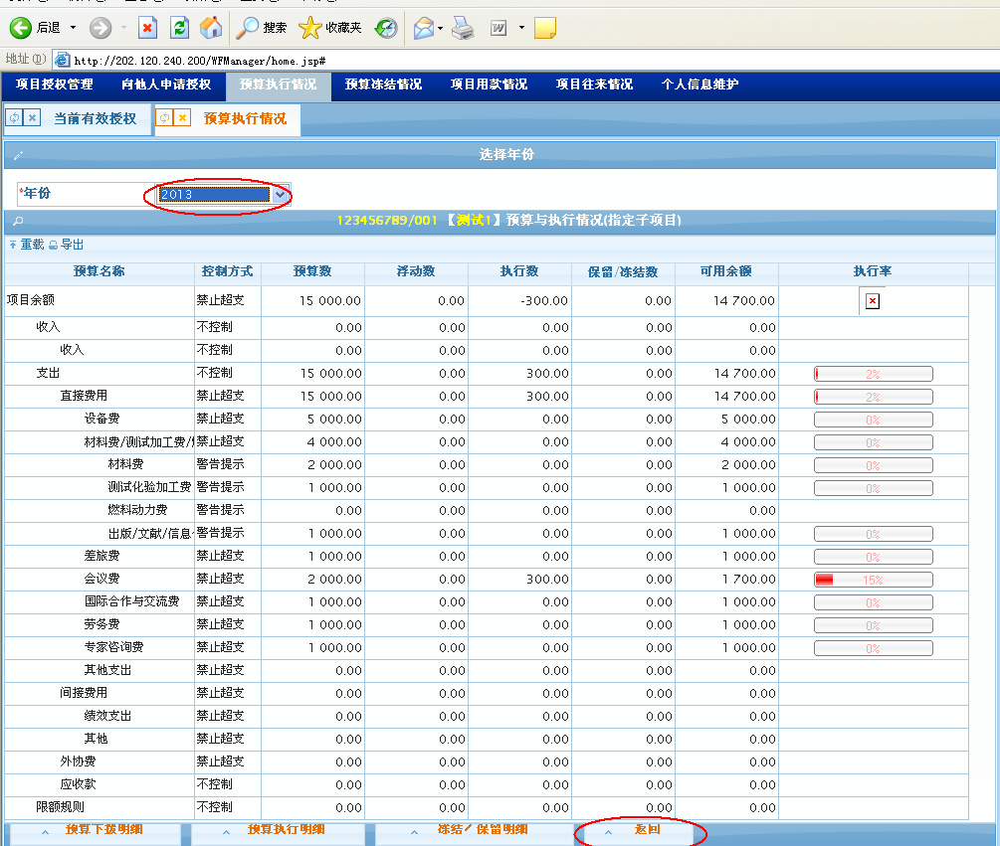 后退 搜索 收藏夹
地址(D) http://202.120.240.200/WFManager/home.jsp#
项目授权管理 向他人申请授权 预算执行情况 预算冻结情况 项目用款情况 项目往来情况 个人信息维护
当前有效授权 预算执行情况
选择年份
*年份 2013
123456789/001 【测试1】预算与执行情况(指定子项目)
重载 导出
预算名称 控制方式 预算数 浮动数 执行数 保留/冻结数 可用余额 执行率
项目余额 禁止超支 15 000.00 0.00 -300.00 0.00 14 700.00
收入 不控制 0.00 0.00 0.00 0.00 0.00
收入 不控制 0.00 0.00 0.00 0.00 0.00
支出 不控制 15 000.00 0.00 300.00 0.00 14 700.00 2%
直接费用 禁止超支 15 000.00 0.00 300.00 0.00 14 700.00 2%
设备费 禁止超支 5 000.00 0.00 0.00 0.00 5 000.00 0%
材料费/测试加工费/ 禁止超支 4 000.00 0.00 0.00 0.00 4 000.00 0%
材料费 警告提示 2 000.00 0.00 0.00 0.00 2 000.00 0%
测试化验加工费 警告提示 1 000.00 0.00 0.00 0.00 1 000.00 0%
燃料动力费 警告提示 0.00 0.00 0.00 0.00 0.00
出版/文献/信息 警告提示 1 000.00 0.00 0.00 0.00 1 000.00 0%
差旅费 禁止超支 1 000.00 0.00 0.00 0.00 1 000.00 0%
会议费 禁止超支 2 000.00 0.00 300.00 0.00 1 700.00 15%
国际合作与交流费 禁止超支 1 000.00 0.00 0.00 0.00 1 000.00 0%
劳务费 禁止超支 1 000.00 0.00 0.00 0.00 1 000.00 0%
专家咨询费 禁止超支 1 000.00 0.00 0.00 0.00 1 000.00 0%
其他支出 禁止超支 0.00 0.00 0.00 0.00 0.00
间接费用 禁止超支 0.00 0.00 0.00 0.00 0.00
绩效支出 禁止超支 0.00 0.00 0.00 0.00 0.00
其他 禁止超支 0.00 0.00 0.00 0.00 0.00
外协费 禁止超支 0.00 0.00 0.00 0.00 0.00
应收款 不控制 0.00 0.00 0.00 0.00 0.00
限额规则 不控制 0.00 0.00 0.00 0.00 0.00
预算下拨明细 预算执行明细 冻结/保留明细 返回